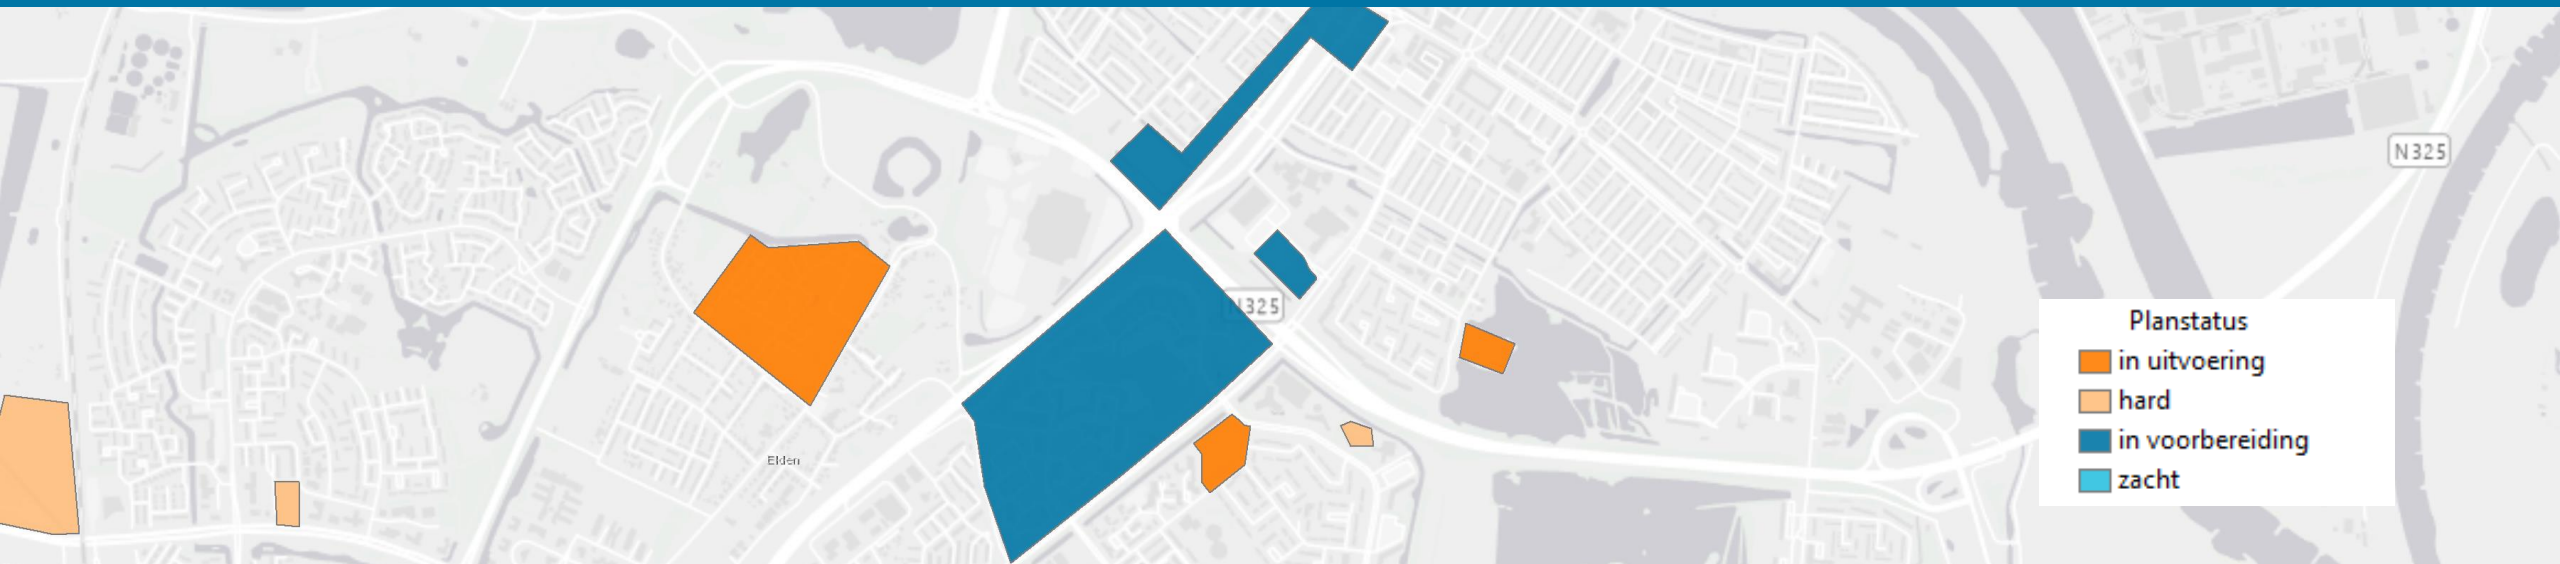 N325
N325
Planstatus
in uitvoering
hard
in voorbereiding
zacht
Elden